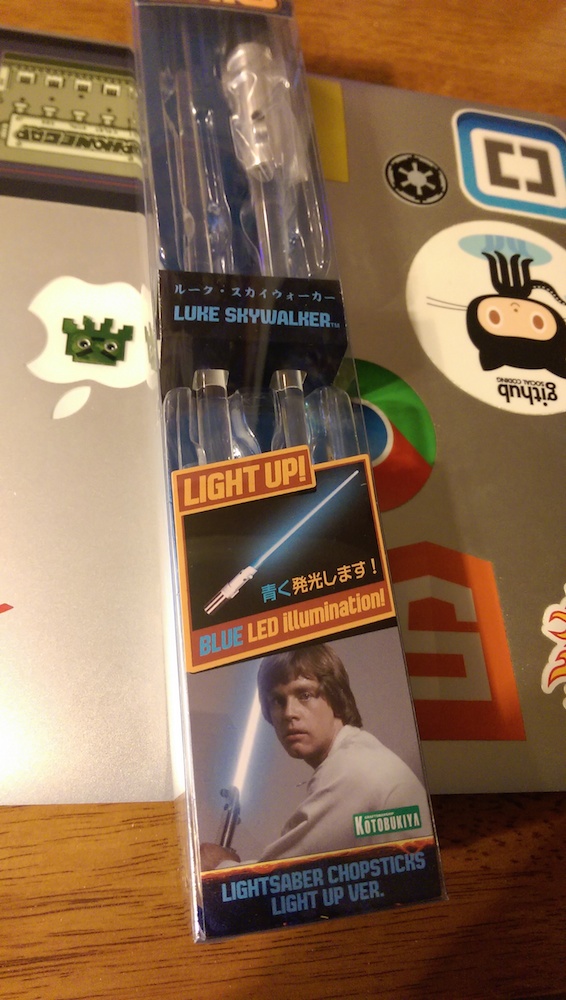 ルーク・スカイウォーカー
LUKE SKYWALKER™
LIGHT UP!
青く発光します!
BLUE LED illumination!
KOTOBUKIYA
LIGHTSABER CHOPSTICKS
LIGHT UP VER.
github
SOCIAL CODING